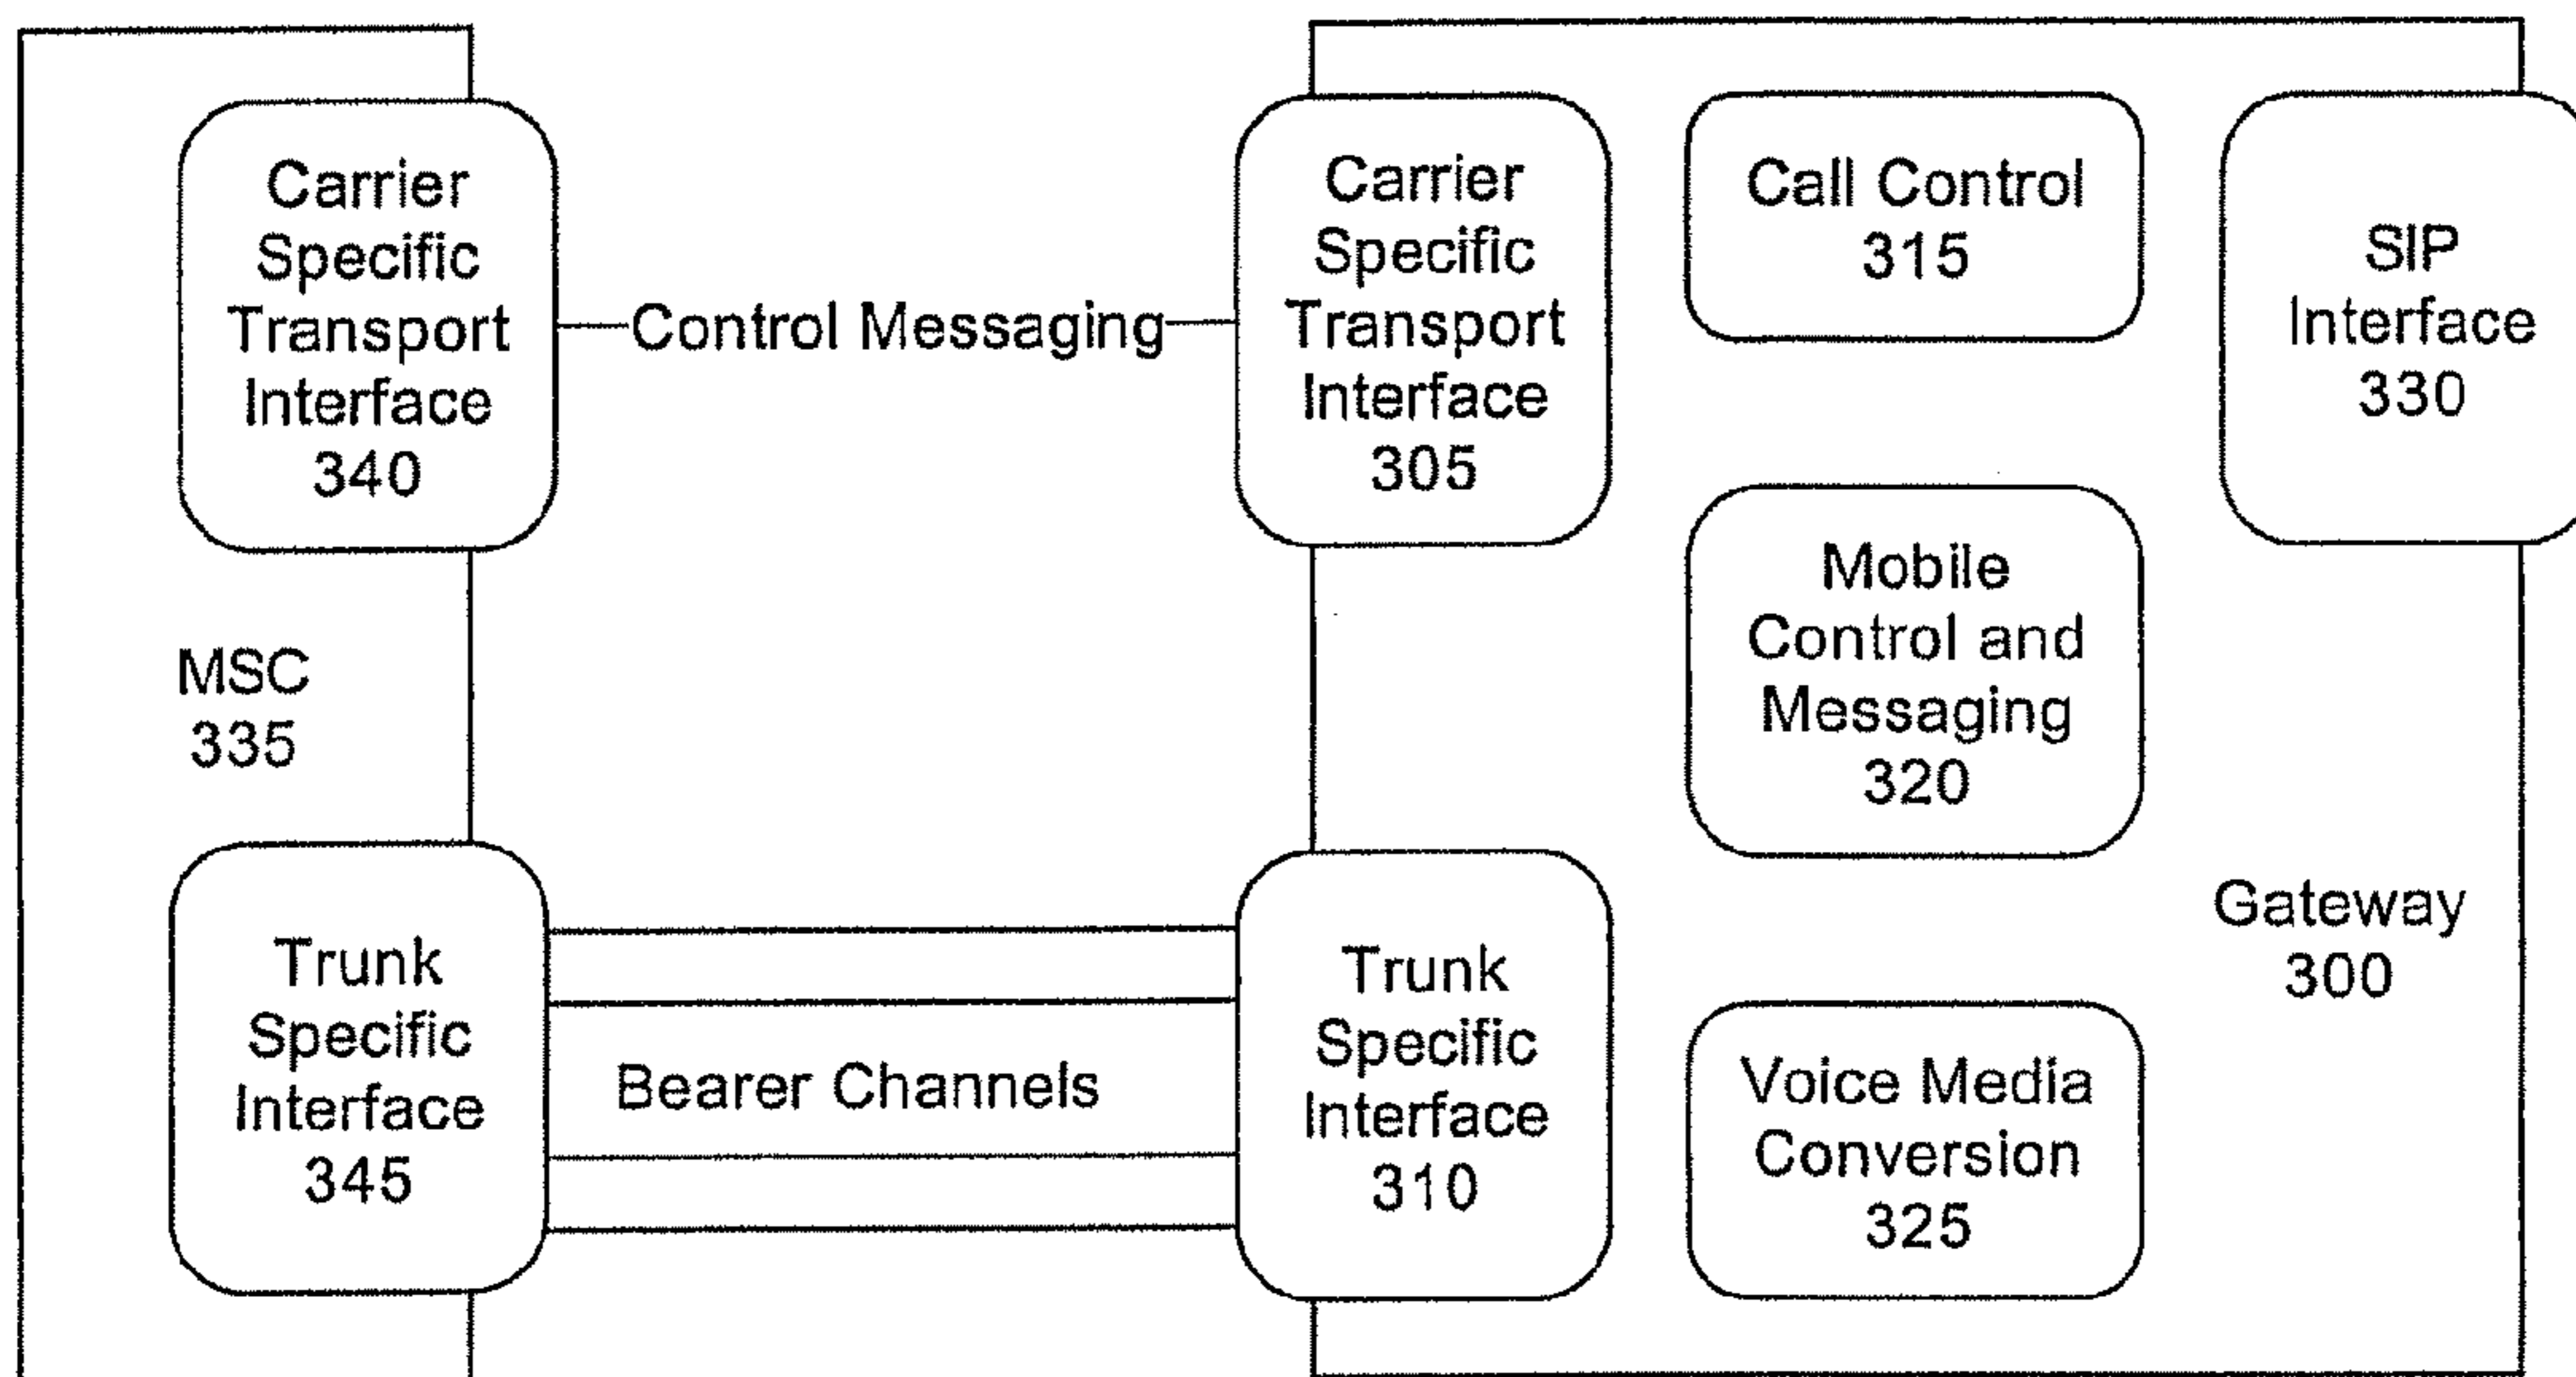 Carrier
Specific
Transport
Interface
340
Control Messaging
Carrier
Specific
Transport
Interface
305
Call Control
315
SIP
Interface
330
Mobile
Control and
Messaging
320
MSC
335
Gateway
300
Trunk
Specific
Interface
345
Bearer Channels
Trunk
Specific
Interface
310
Voice Media
Conversion
325